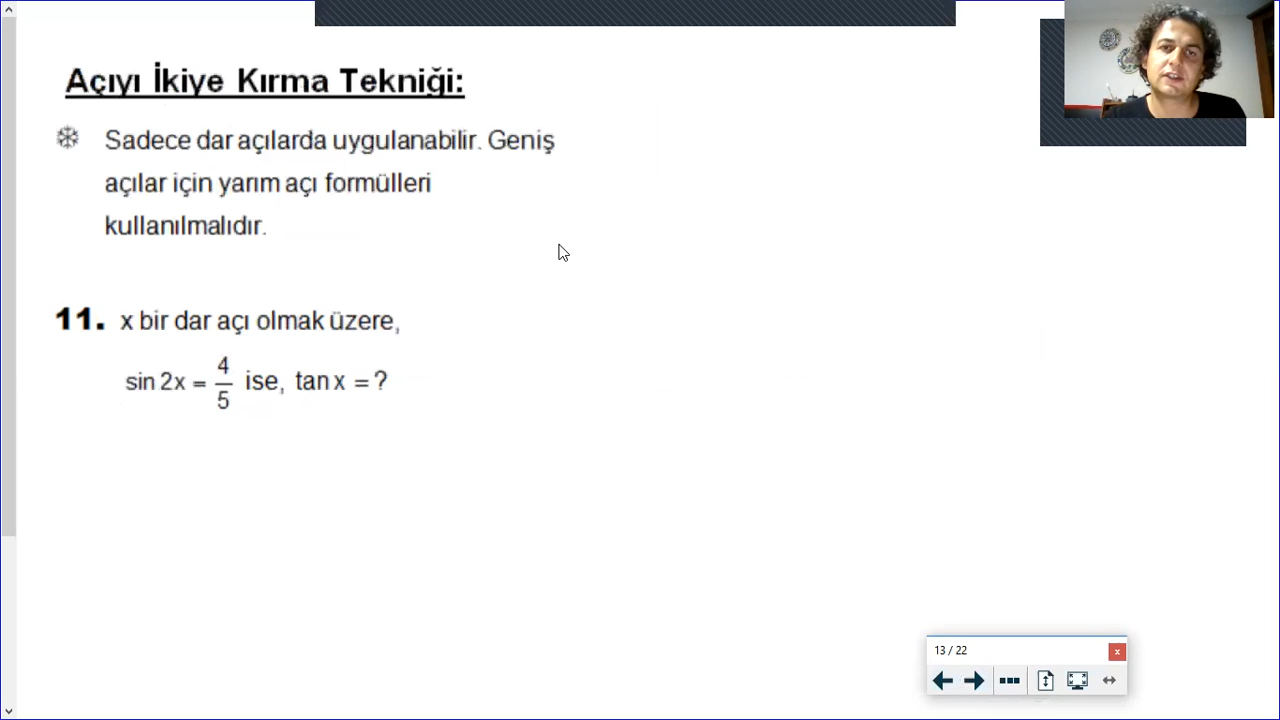 Açıyı İkiye Kırma Tekniği:
Sadece dar açılarda uygulanabilir. Geniş
açılar için yarım açı formülleri
kullanılmalıdır.
11. x bir dar açı olmak üzere,
sin 2x = 4/5 ise, tan x = ?
13 / 22
x